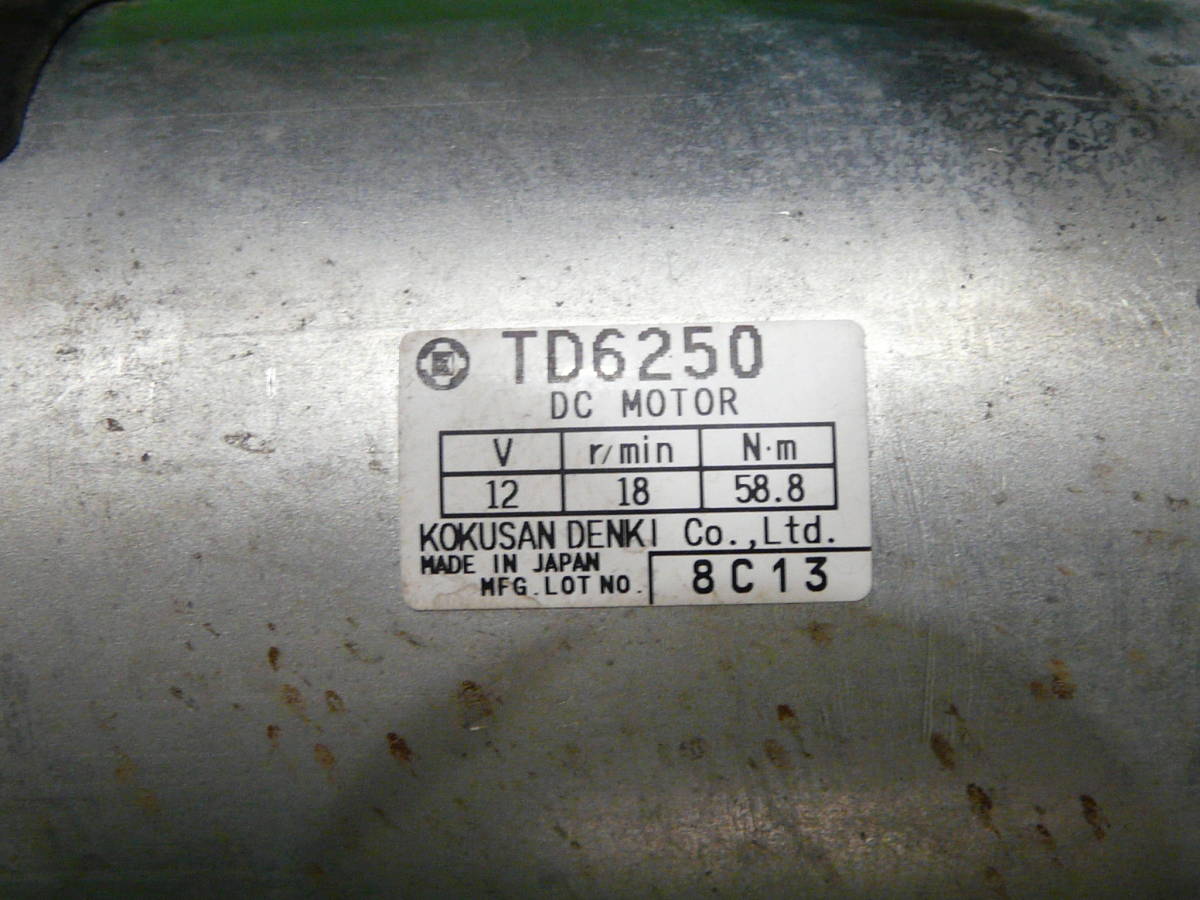 TD6250
DC MOTOR
V r/min N·m
12 18 58.8
KOKUSAN DENKI Co.,Ltd.
MADE IN JAPAN
MFG.LOT NO. 8C13